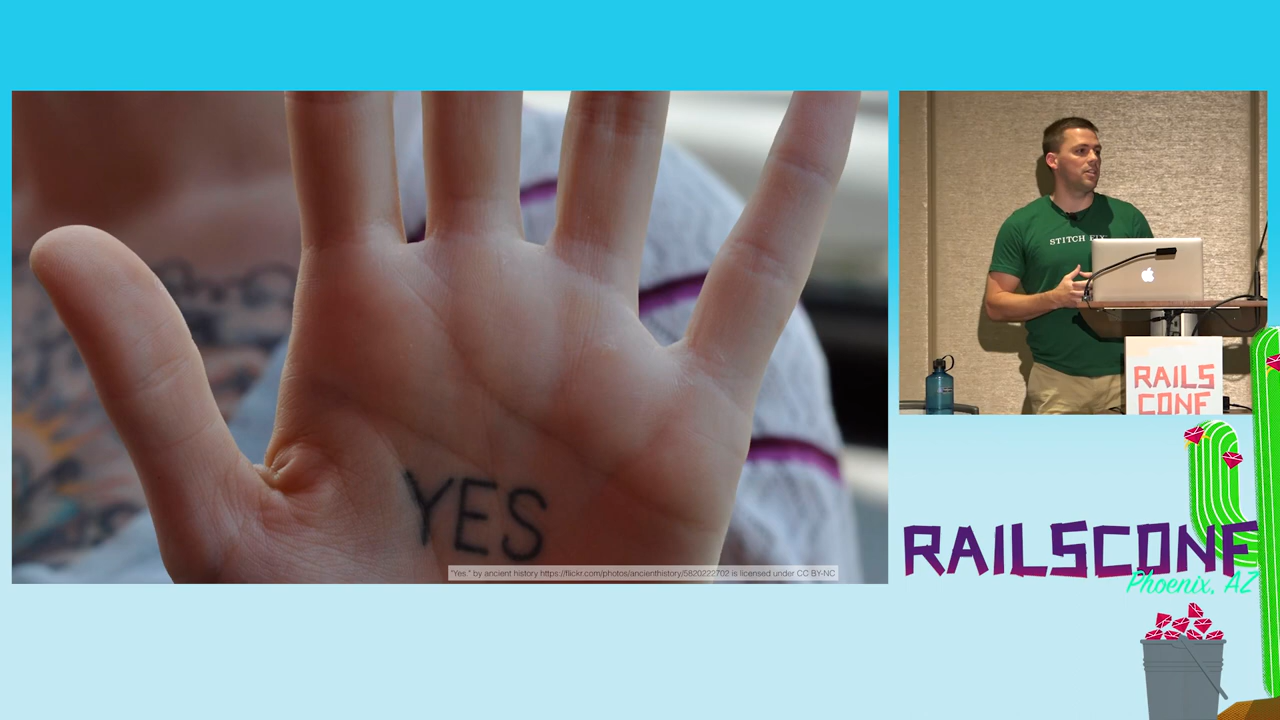 YES
"Yes." by ancient history https://flickr.com/photos/ancienthistory/5820222702 is licensed under CC BY-NC
STITCH FIX
RAILS
CONF
RAILSCONF
Phoenix, AZ